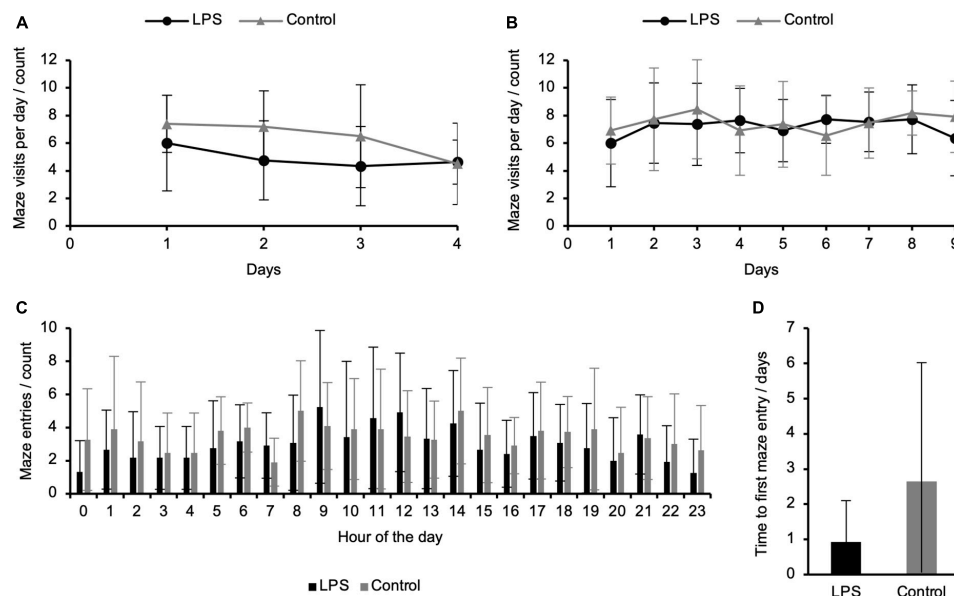 A
LPS Control
Maze visits per day / count
12
10
8
6
4
2
0
0 1 2 3 4
Days
B
LPS Control
Maze visits per day / count
12
10
8
6
4
2
0
0 1 2 3 4 5 6 7 8 9
Days
C
Maze entries / count
10
8
6
4
2
0
0 1 2 3 4 5 6 7 8 9 10 11 12 13 14 15 16 17 18 19 20 21 22 23
Hour of the day
LPS Control
D
Time to first maze entry / days
7
6
5
4
3
2
1
0
LPS Control